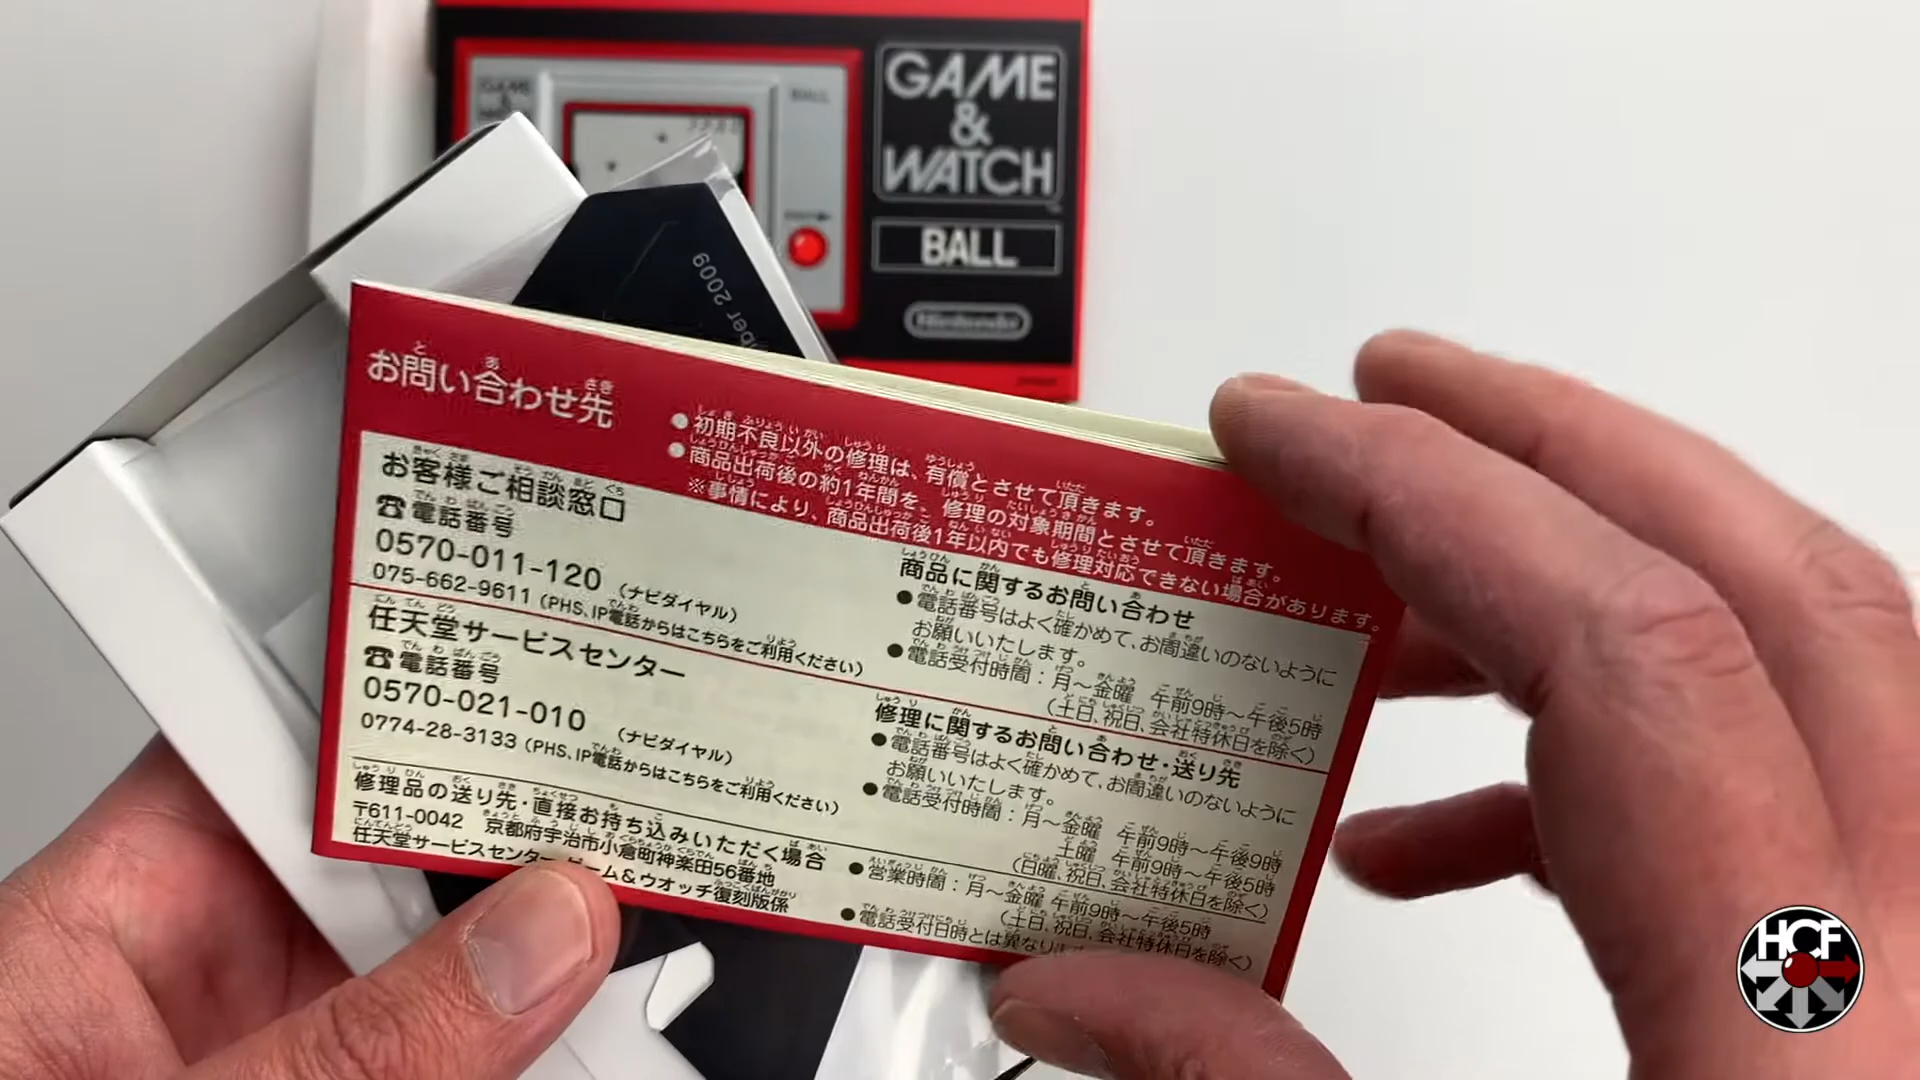 GAME
&
WATCH
BALL
GAME
&
WATCH
BALL
Nintendo
2009
お問い合わせ先
●初期不良以外の修理は、有償とさせて頂きます。
●商品出荷後の約1年間を、修理の対象期間とさせて頂きます。
※事情により、商品出荷後1年以内でも修理対応できない場合があります。
お客様ご相談窓口
☎電話番号
0570-011-120 (ナビダイヤル)
075-662-9611 (PHS、IP電話からはこちらをご利用ください)
商品に関するお問い合わせ
●電話番号はよく確かめて、お間違いのないように
お願いいたします。
●電話受付時間：月～金曜 午前9時～午後5時
(土日、祝日、会社特休日を除く)
任天堂サービスセンター
☎電話番号
0570-021-010 (ナビダイヤル)
0774-28-3133 (PHS、IP電話からはこちらをご利用ください)
修理に関するお問い合わせ・送り先
●電話番号はよく確かめて、お間違いのないように
お願いいたします。
●電話受付時間：月～金曜 午前9時～午後9時
土曜 午前9時～午後5時
(日曜、祝日、会社特休日を除く)
修理品の送り先・直接お持ち込みいただく場合
〒611-0042 京都府宇治市小倉町神楽田56番地
任天堂サービスセンター ゲーム&ウオッチ復刻版係
●営業時間：月～金曜 午前9時～午後5時
(土日、祝日、会社特休日を除く)
●電話受付日時とは異なり
HCF